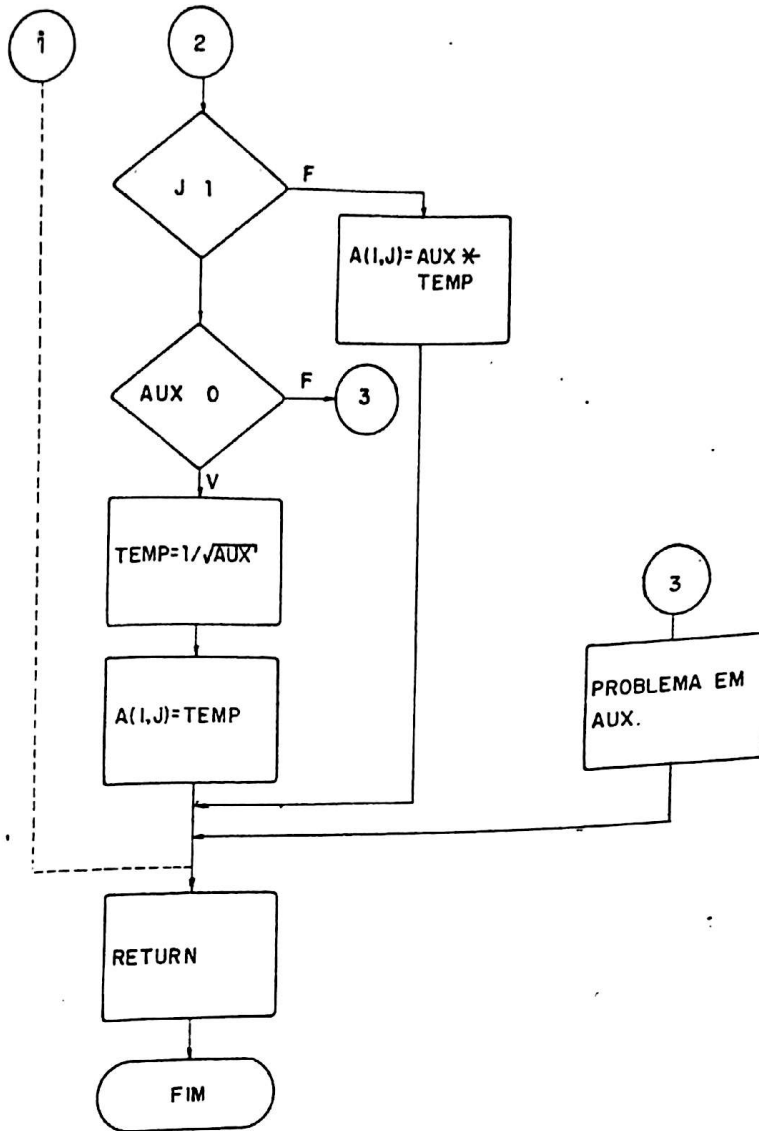 1
2
J 1
F
A(I,J)=AUX *
TEMP
AUX 0
F
3
V
TEMP=1/√AUX
3
PROBLEMA EM
AUX.
A(I,J)=TEMP
RETURN
FIM